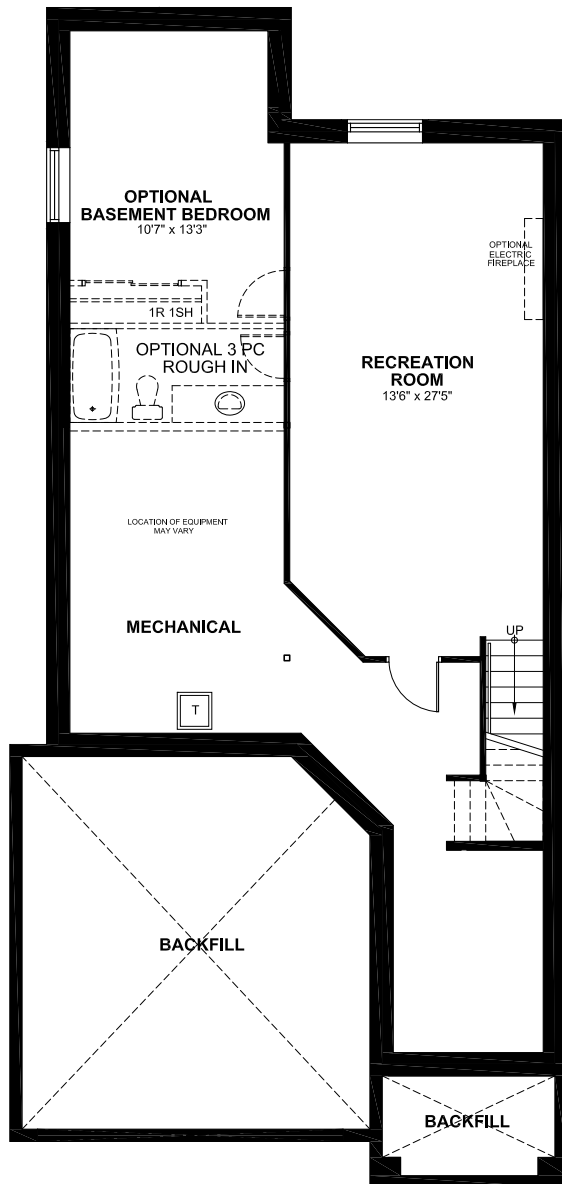 OPTIONAL
BASEMENT BEDROOM
10'7" x 13'3"
OPTIONAL
ELECTRIC
FIREPLACE
1R 1SH
OPTIONAL 3 PC
ROUGH IN
RECREATION
ROOM
13'6" x 27'5"
LOCATION OF EQUIPMENT
MAY VARY
MECHANICAL
UP
T
BACKFILL
BACKFILL